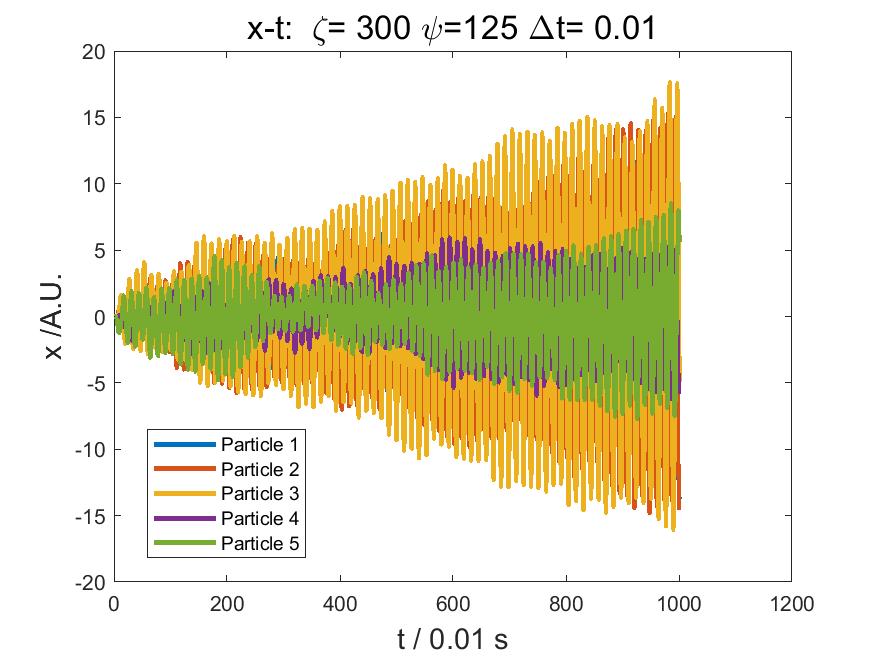 x-t: ζ= 300 ψ=125 Δt= 0.01
20
15
10
5
0
-5
-10
-15
-20
x /A.U.
Particle 1
Particle 2
Particle 3
Particle 4
Particle 5
0 200 400 600 800 1000 1200
t / 0.01 s